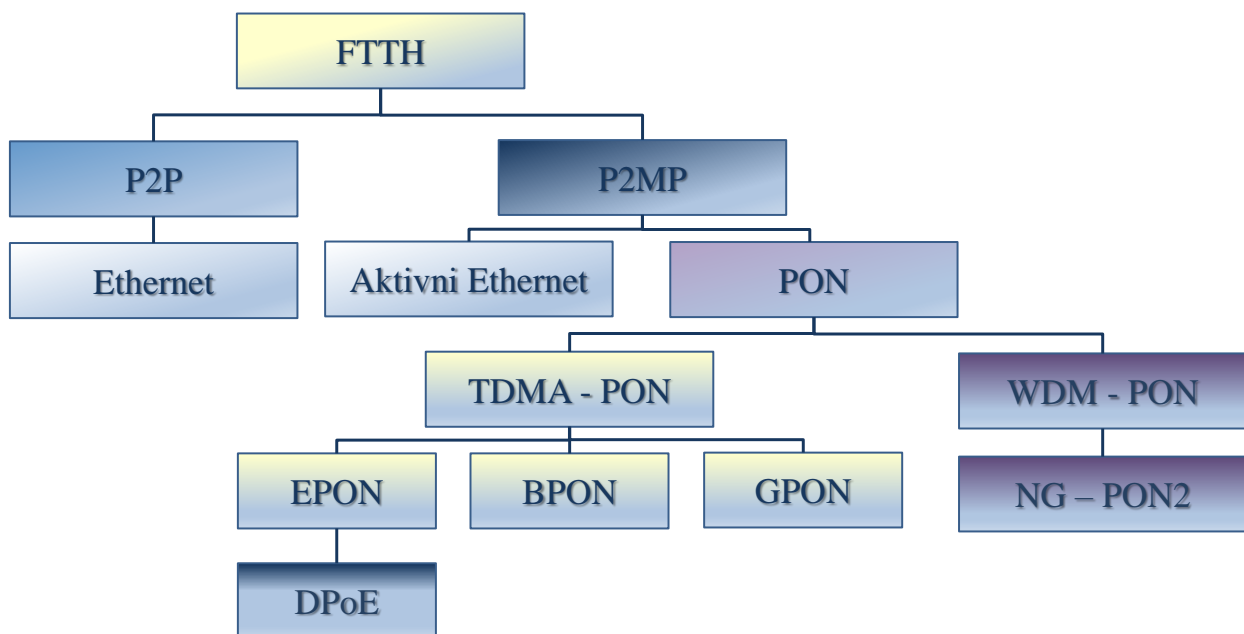 FTTH
P2P
P2MP
Ethernet
Aktivni Ethernet
PON
TDMA - PON
WDM - PON
EPON
BPON
GPON
NG – PON2
DPoE